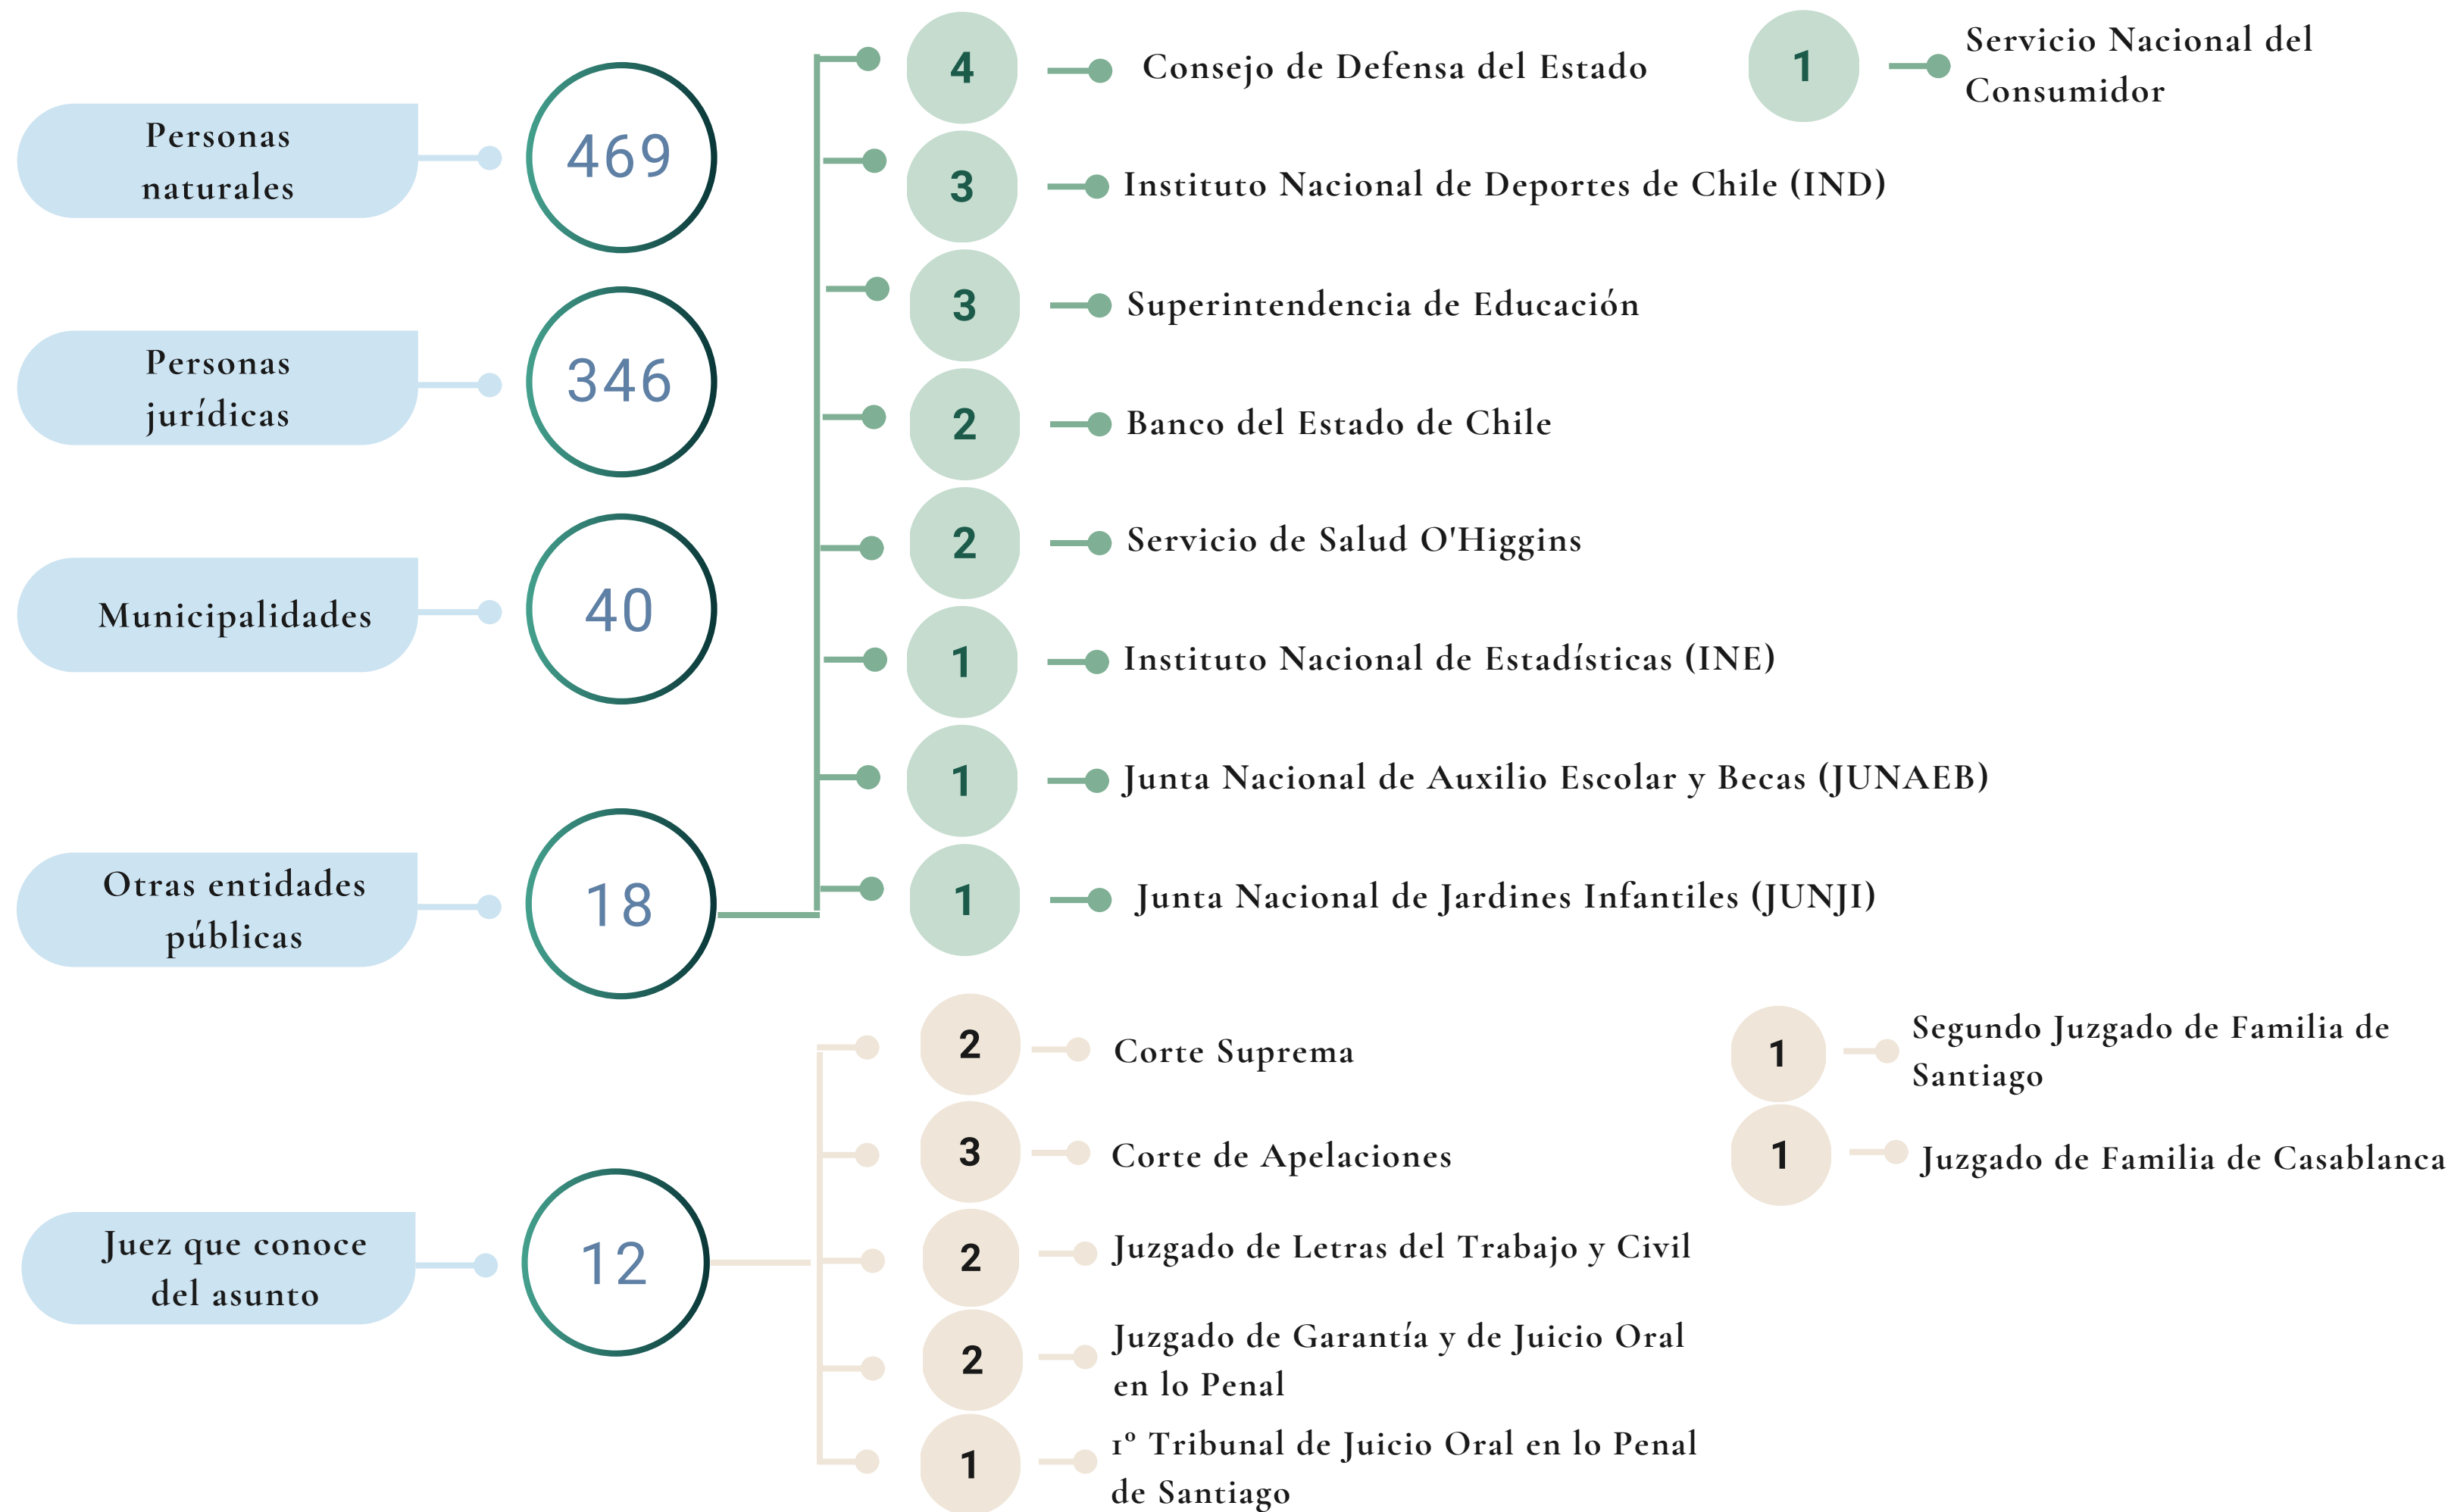 Personas
naturales
469
Personas
jurídicas
346
Municipalidades
40
Otras entidades
públicas
18
4
Consejo de Defensa del Estado
3
Instituto Nacional de Deportes de Chile (IND)
3
Superintendencia de Educación
2
Banco del Estado de Chile
2
Servicio de Salud O'Higgins
1
Instituto Nacional de Estadísticas (INE)
1
Junta Nacional de Auxilio Escolar y Becas (JUNAEB)
1
Junta Nacional de Jardines Infantiles (JUNJI)
1
Servicio Nacional del
Consumidor
Juez que conoce
del asunto
12
2
Corte Suprema
3
Corte de Apelaciones
2
Juzgado de Letras del Trabajo y Civil
2
Juzgado de Garantía y de Juicio Oral
en lo Penal
1
1º Tribunal de Juicio Oral en lo Penal
de Santiago
1
Segundo Juzgado de Familia de
Santiago
1
Juzgado de Familia de Casablanca